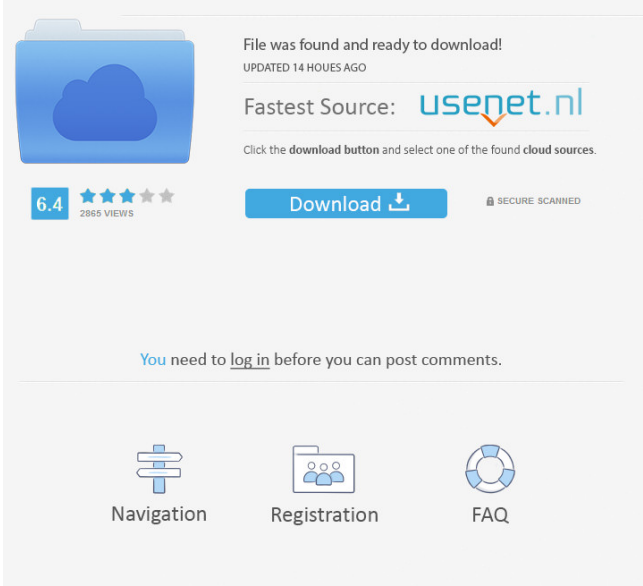 File was found and ready to download!
UPDATED 14 HOUES AGO
Fastest Source: usenet.nl
Click the download button and select one of the found cloud sources.
6.4
2865 VIEWS
Download
SECURE SCANNED
You need to log in before you can post comments.
Navigation
Registration
FAQ